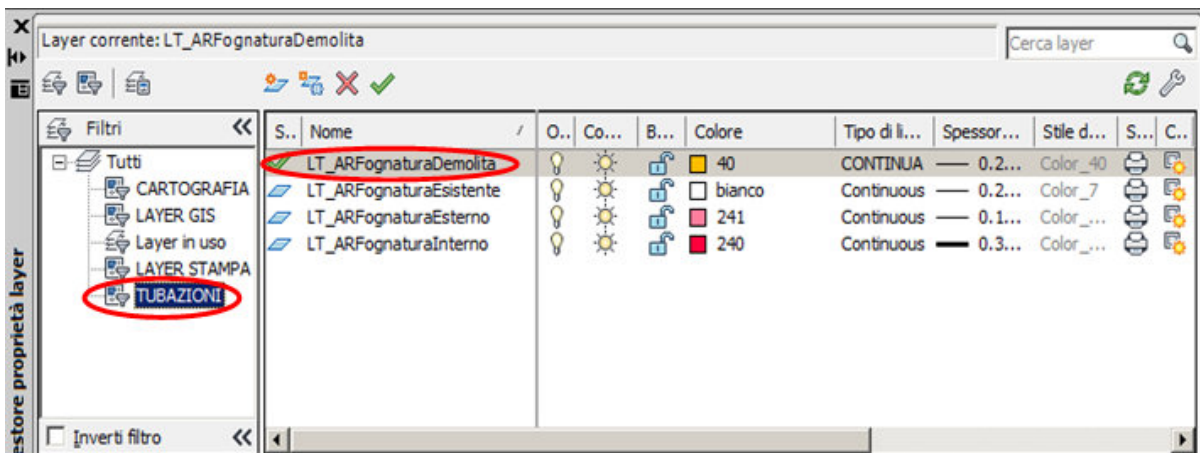 Layer corrente: LT_ARFognaturaDemolita
Cerca layer
Filtri
Tutti
CARTOGRAFIA
LAYER GIS
Layer in uso
LAYER STAMPA
TUBAZIONI
Inverti filtro
S.. Nome O.. Co... B... Colore Tipo di li... Spessor... Stile d... S... C..
LT_ARFognaturaDemolita 40 CONTINUA 0.2... Color_40
LT_ARFognaturaEsistente bianco Continuous 0.2... Color_7
LT_ARFognaturaEsterno 241 Continuous 0.1... Color_...
LT_ARFognaturaInterno 240 Continuous 0.3... Color_...
estore proprietà layer